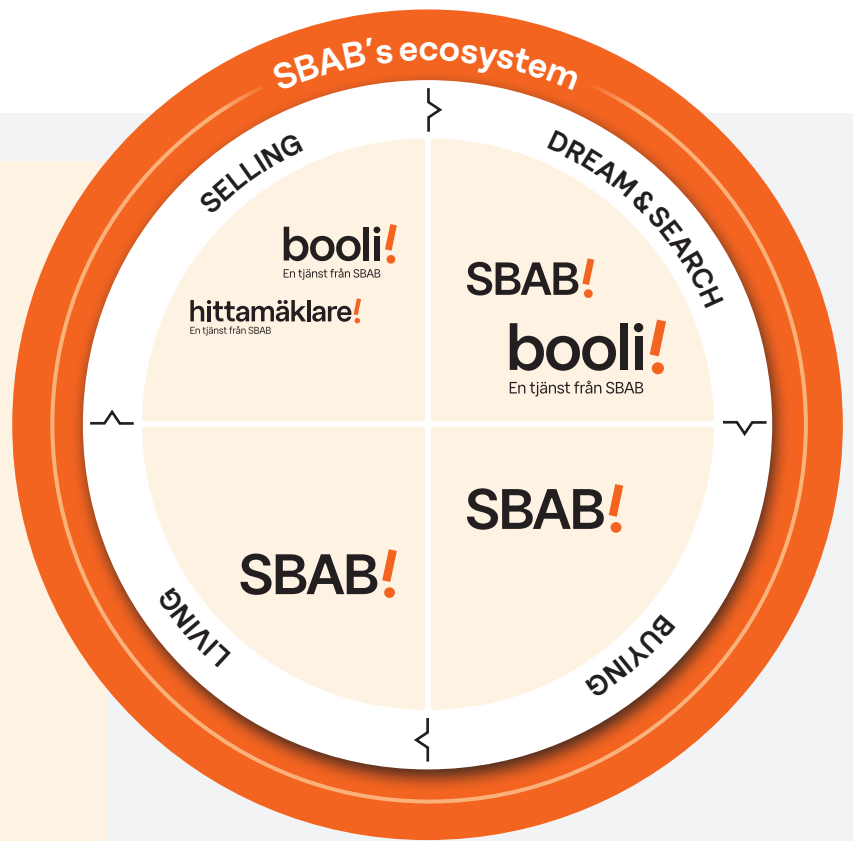 SBAB's ecosystem
SELLING
booli!
En tjänst från SBAB
hittamäklare!
En tjänst från SBAB
DREAM & SEARCH
SBAB!
booli!
En tjänst från SBAB
LIVING
SBAB!
BUYING
SBAB!